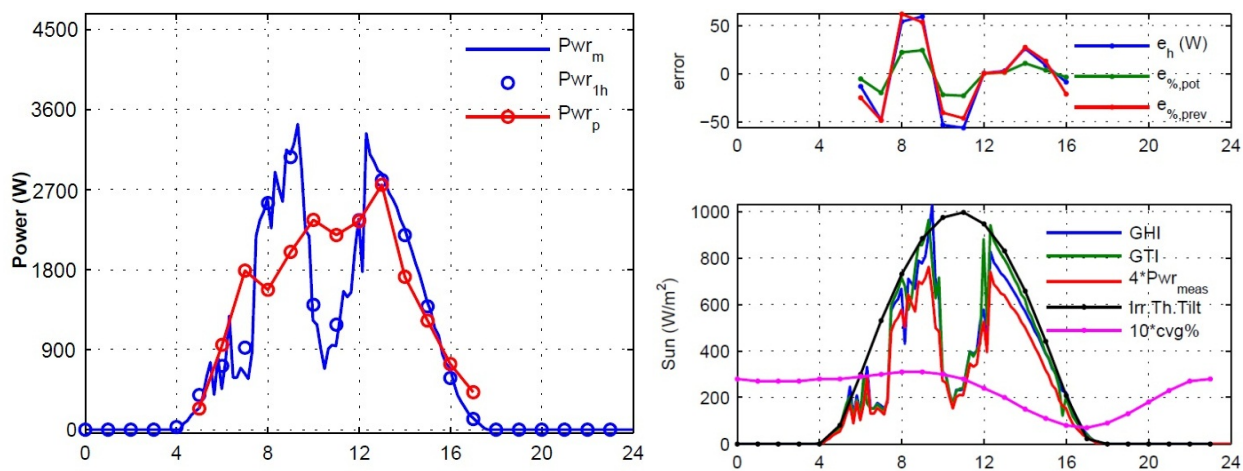 4500
3600
2700
1800
900
0
Power (W)
0 4 8 12 16 20 24
Pwr_m
Pwr_1h
Pwr_p
50
0
−50
error
0 4 8 12 16 20 24
e_h (W)
e_%,pot
e_%,prev
1000
800
600
400
200
0
Sun (W/m²)
0 4 8 12 16 20 24
GHI
GTI
4*Pwr_meas
Irr.Th.Tilt
10*cvg%